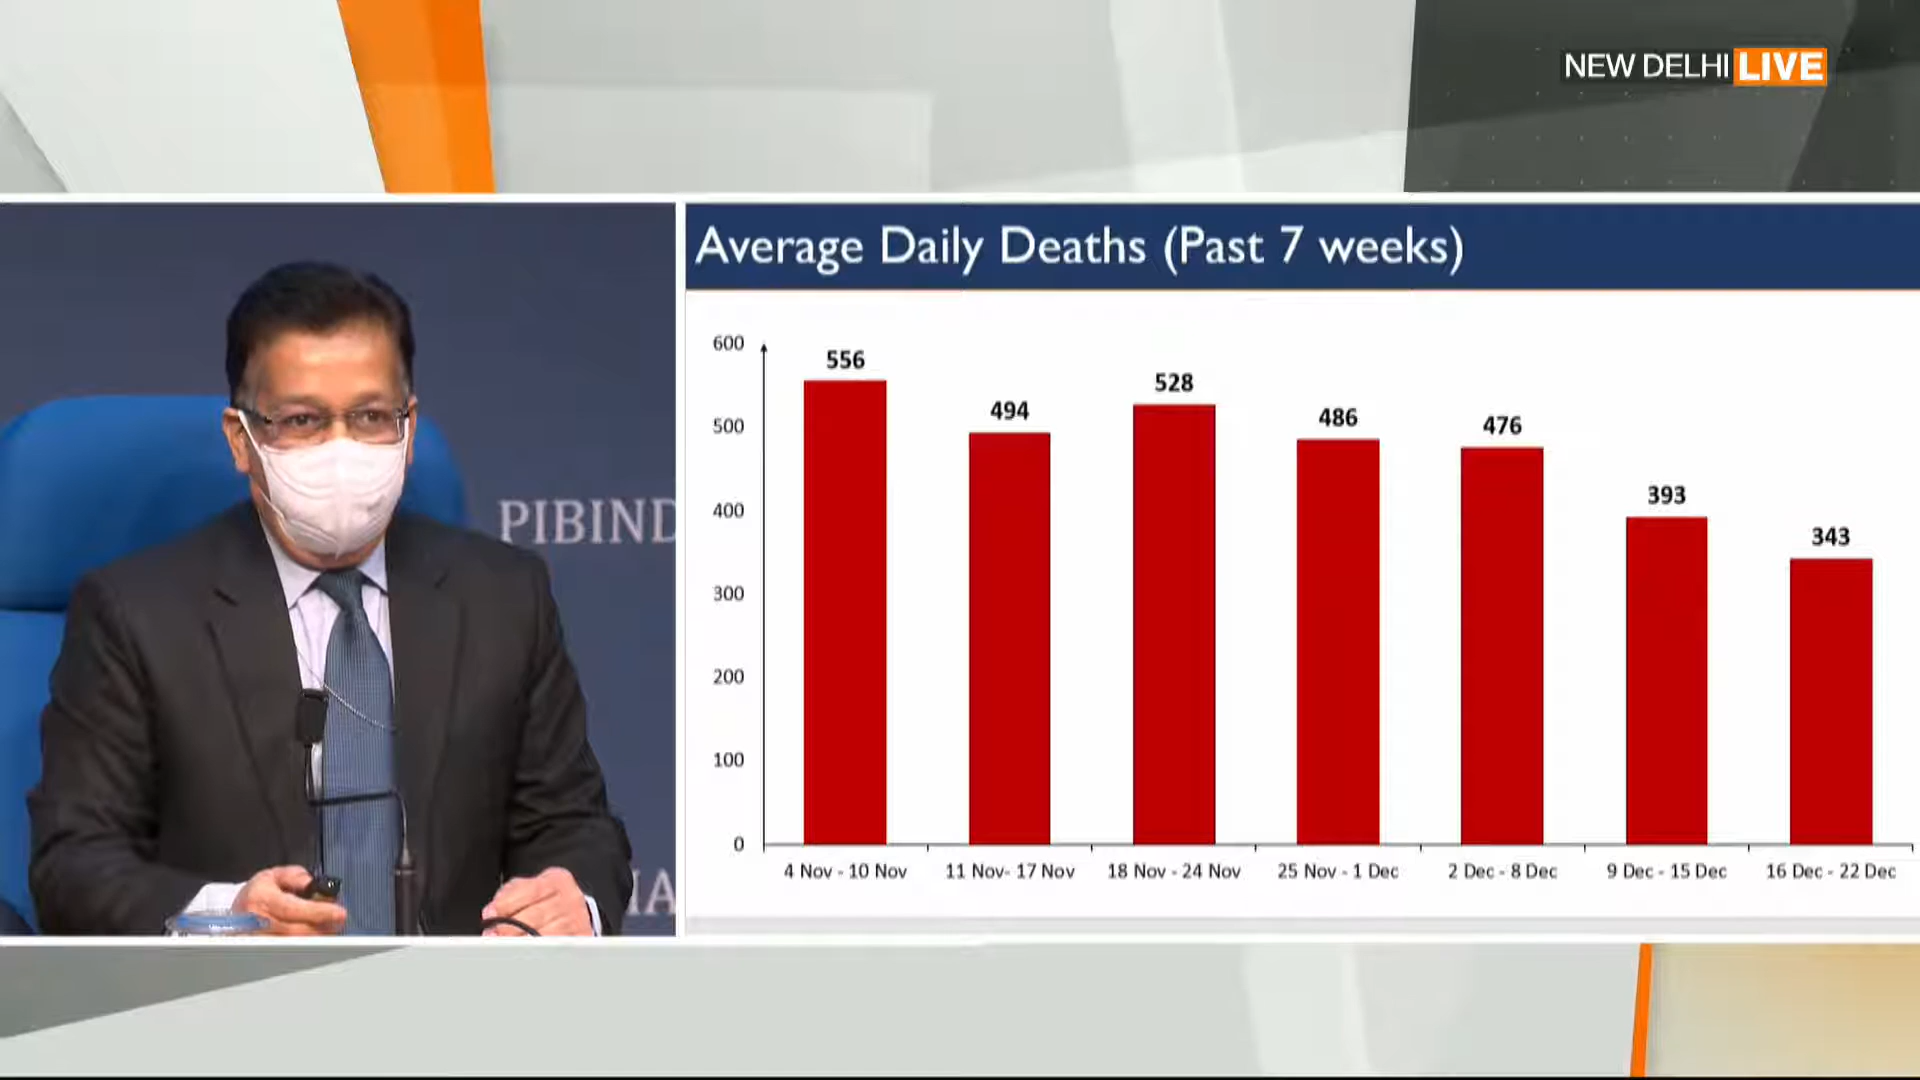 NEW DELHI LIVE
Average Daily Deaths (Past 7 weeks)
PIBIND
IA
600
500
400
300
200
100
0
556
494
528
486
476
393
343
4 Nov - 10 Nov
11 Nov- 17 Nov
18 Nov - 24 Nov
25 Nov - 1 Dec
2 Dec - 8 Dec
9 Dec - 15 Dec
16 Dec - 22 Dec